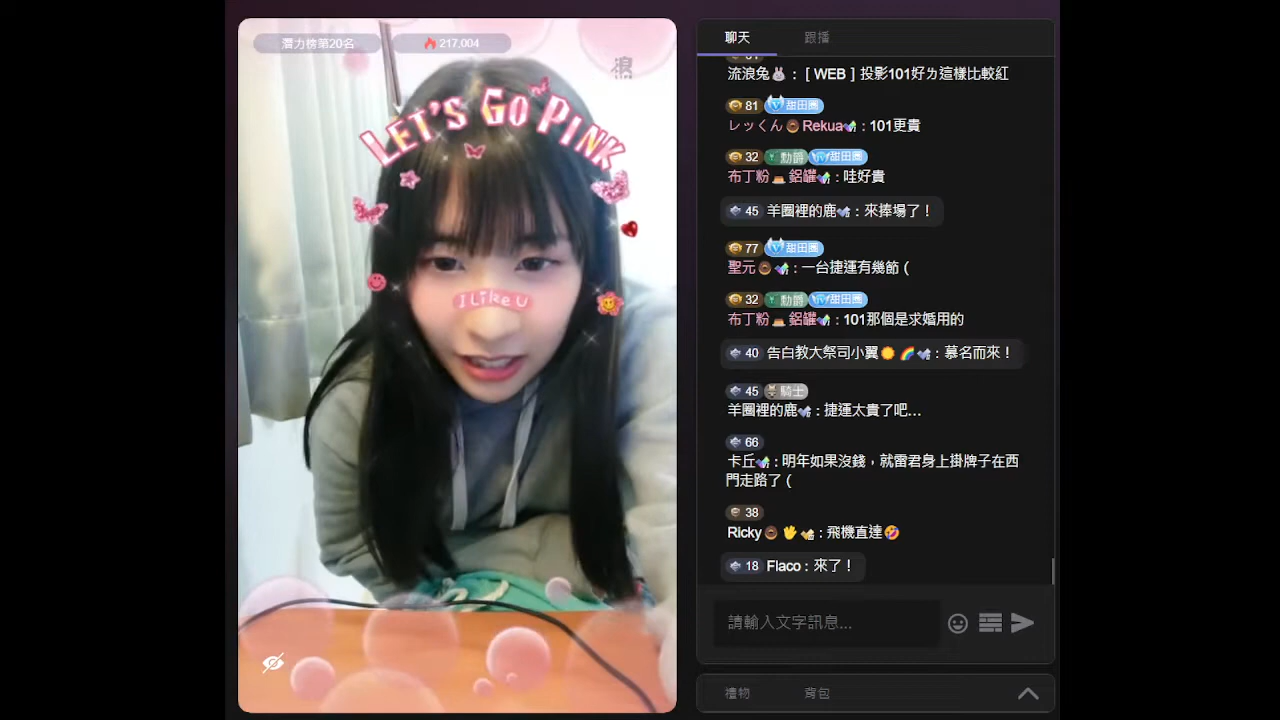 潛力榜第20名
217,004
浪
LET'S GO PINK
I Like U
聊天
跟播
流浪兔🐰：[ WEB ] 投影101好ㄉ這樣比較紅
81 甜田圈
レッくん🍩Rekua：101更貴
32 勳爵 甜田圈
布丁粉🍮鋁罐：哇好貴
45 羊圈裡的鹿：來捧場了！
77 甜田圈
聖元🍩：一台捷運有幾節 (
32 勳爵 甜田圈
布丁粉🍮鋁罐：101那個是求婚用的
40 告白教大祭司小翼☀️🌈：慕名而來！
45 騎士
羊圈裡的鹿：捷運太貴了吧...
66
卡丘：明年如果沒錢，就雷君身上掛牌子在西
門走路了 (
38
Ricky🍩🖖：飛機直達🤣
18 Flaco：來了！
請輸入文字訊息...
禮物
背包